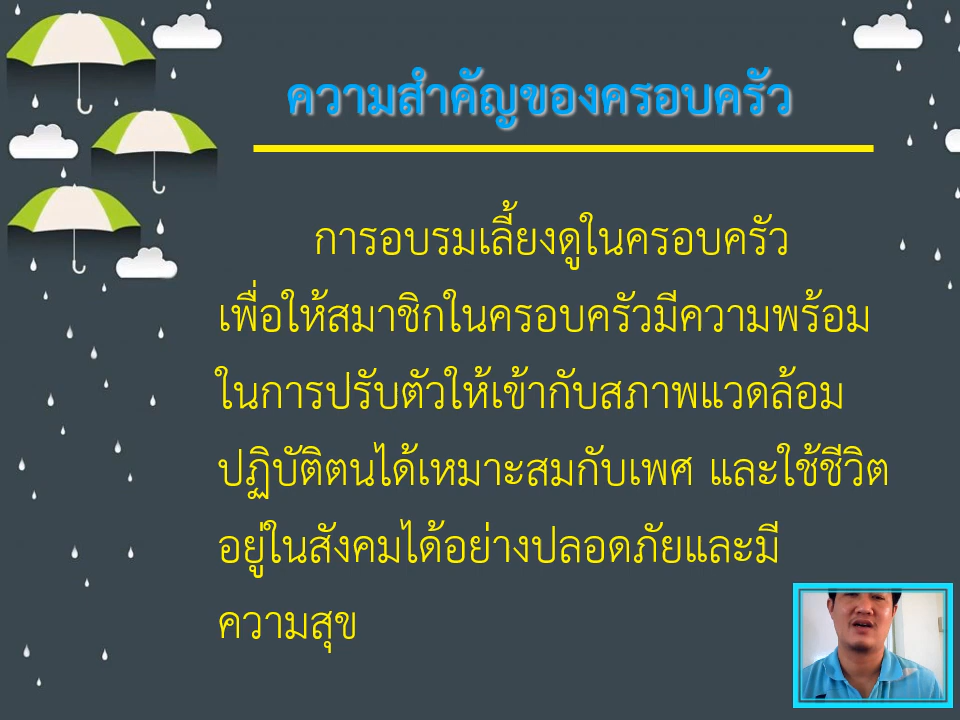 ความสำคัญของครอบครัว
การอบรมเลี้ยงดูในครอบครัว
เพื่อให้สมาชิกในครอบครัวมีความพร้อม
ในการปรับตัวให้เข้ากับสภาพแวดล้อม
ปฏิบัติตนได้เหมาะสมกับเพศ และใช้ชีวิต
อยู่ในสังคมได้อย่างปลอดภัยและมี
ความสุข